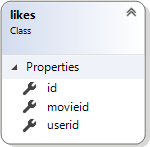 likes
Class
Properties
id
movieid
userid